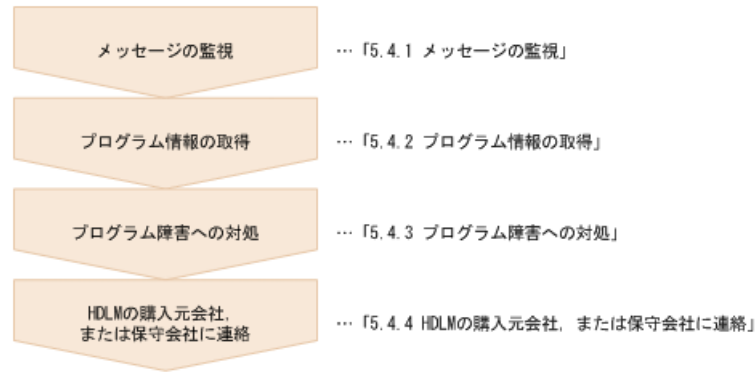 メッセージの監視 … 「5.4.1 メッセージの監視」
プログラム情報の取得 … 「5.4.2 プログラム情報の取得」
プログラム障害への対処 … 「5.4.3 プログラム障害への対処」
HDLMの購入元会社,
または保守会社に連絡 … 「5.4.4 HDLMの購入元会社, または保守会社に連絡」